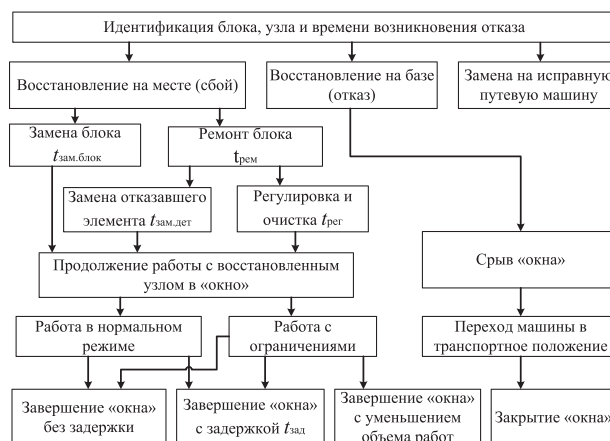 Идентификация блока, узла и времени возникновения отказа
Восстановление на месте (сбой)
Восстановление на базе
(отказ)
Замена на исправную
путевую машину
Замена блока
tзам.блок
Ремонт блока
tрем
Замена отказавшего
элемента tзам.дет
Регулировка и
очистка tрег
Продолжение работы с восстановленным
узлом в «окно»
Срыв «окна»
Работа в нормальном
режиме
Работа с
ограничениями
Переход машины в
транспортное положение
Завершение «окна»
без задержки
Завершение «окна»
с задержкой tзад
Завершение «окна»
с уменьшением
объема работ
Закрытие «окна»